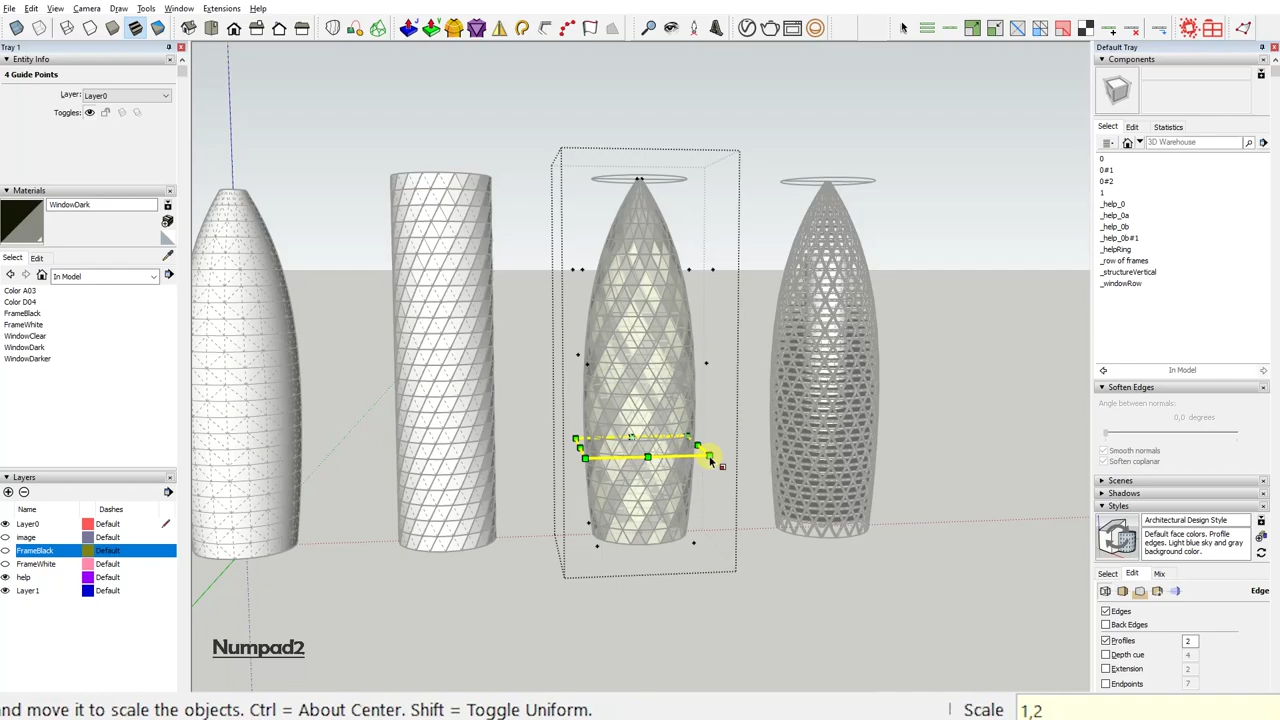 File Edit View Camera Draw Tools Window Extensions Help
Tray 1
Entity Info
4 Guide Points
Layer: Layer0
Toggles:
Materials
WindowDark
Select Edit
In Model
Color A03
Color D04
FrameBlack
FrameWhite
WindowClear
WindowDark
WindowDarker
Layers
Name Dashes
Layer0 Default
image Default
FrameBlack Default
FrameWhite Default
help Default
Layer1 Default
Numpad2
Default Tray
Components
Select Edit Statistics
3D Warehouse
0
0#1
0#2
1
_help_0
_help_0a
_help_0b
_help_0b#1
_helpRing
_row of frames
_structureVertical
_windowRow
In Model
Soften Edges
Angle between normals:
0,0 degrees
Smooth normals
Soften coplanar
Scenes
Shadows
Styles
Architectural Design Style
Default face colors. Profile
edges. Light blue sky and gray
background color.
Select Edit Mix
Edge
Edges
Back Edges
Profiles 2
Depth cue 4
Extension 2
Endpoints 7
and move it to scale the objects. Ctrl = About Center. Shift = Toggle Uniform. Scale 1,2